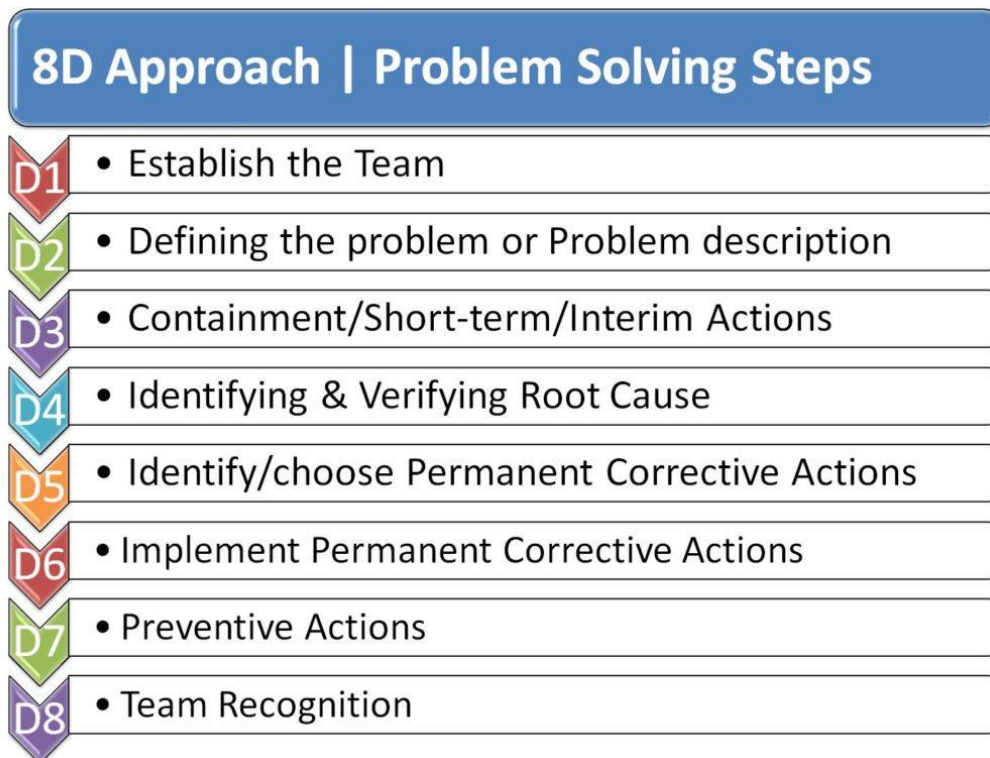 8D Approach | Problem Solving Steps
D1 • Establish the Team
D2 • Defining the problem or Problem description
D3 • Containment/Short-term/Interim Actions
D4 • Identifying & Verifying Root Cause
D5 • Identify/choose Permanent Corrective Actions
D6 • Implement Permanent Corrective Actions
D7 • Preventive Actions
D8 • Team Recognition